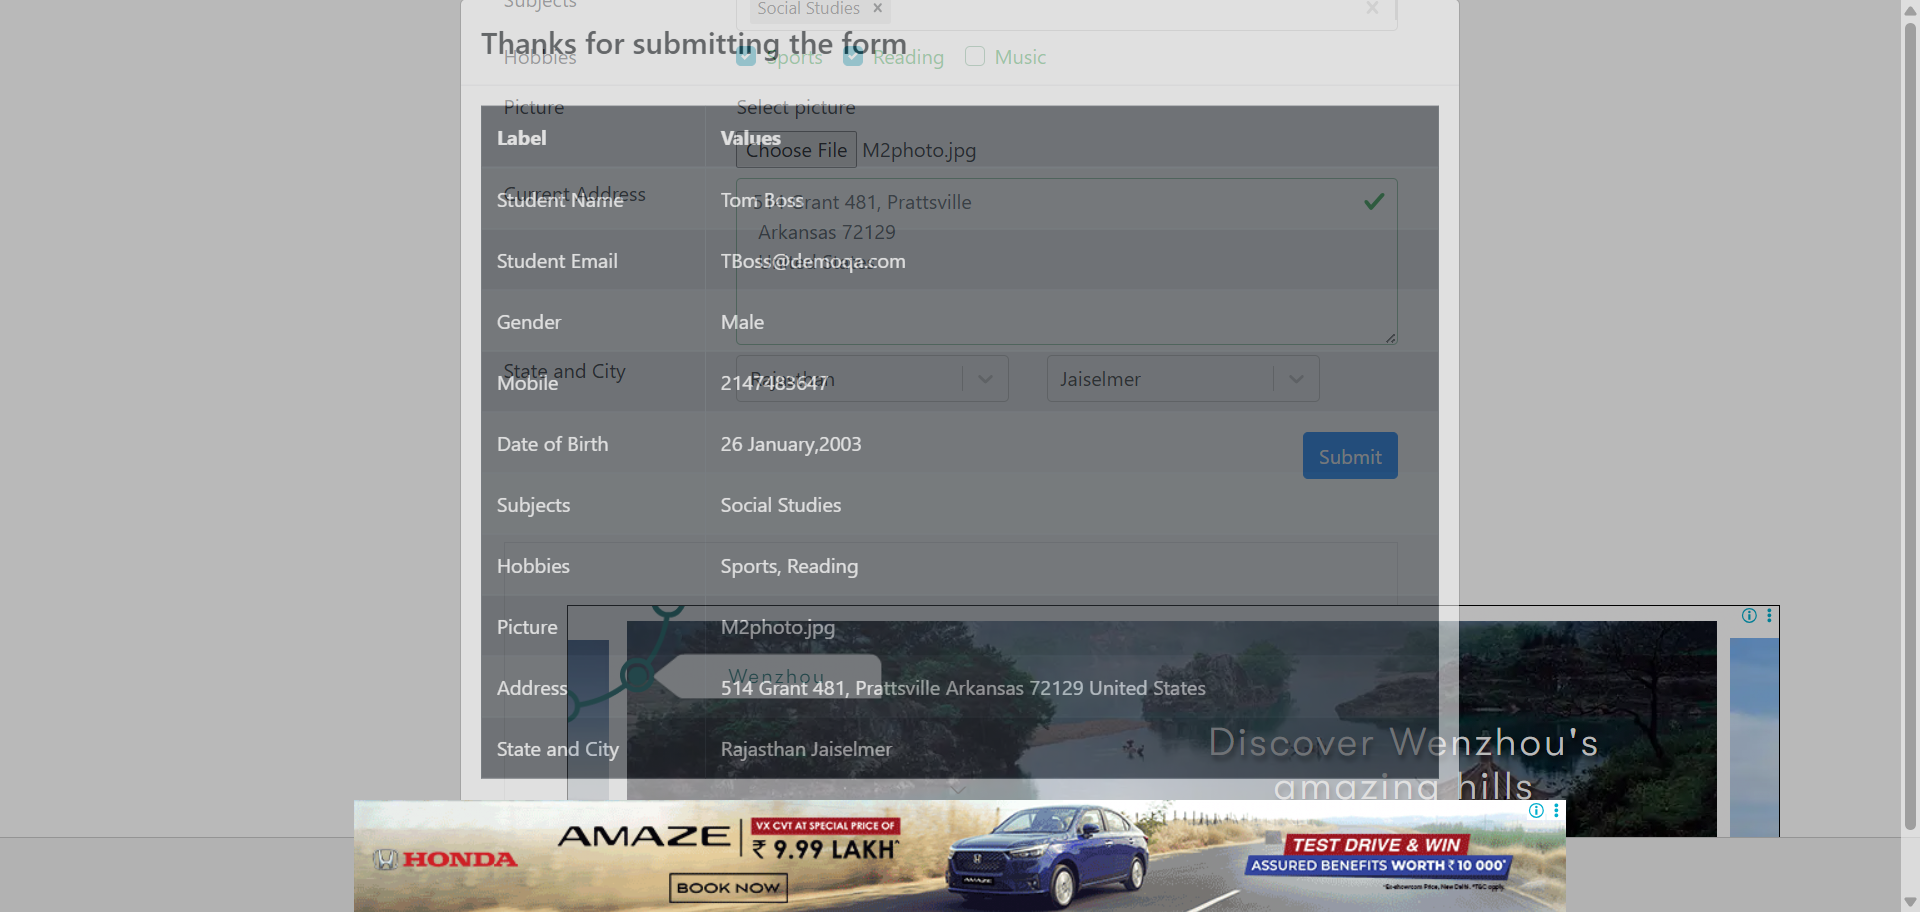 Subjects
Social Studies ×
×
Thanks for submitting the form
Hobbies
Sports
Reading
Music
Picture
Select picture
Label
Values
Choose File
M2photo.jpg
Current Address
Student Name
Tom Boss
514 Grant 481, Prattsville
Arkansas 72129
United States
Student Email
TBoss@demoqa.com
Gender
Male
State and City
Rajasthan
Jaiselmer
Mobile
2147483647
Date of Birth
26 January,2003
Submit
Subjects
Social Studies
Hobbies
Sports, Reading
Picture
M2photo.jpg
Wenzhou
Address
514 Grant 481, Prattsville Arkansas 72129 United States
State and City
Rajasthan Jaiselmer
Discover Wenzhou's
amazing hills
HONDA
AMAZE
VX CVT AT SPECIAL PRICE OF
₹ 9.99 LAKH^
BOOK NOW
AMAZE
TEST DRIVE & WIN
ASSURED BENEFITS WORTH ₹ 10 000*
^Ex-showroom Price, New Delhi. *T&C apply.